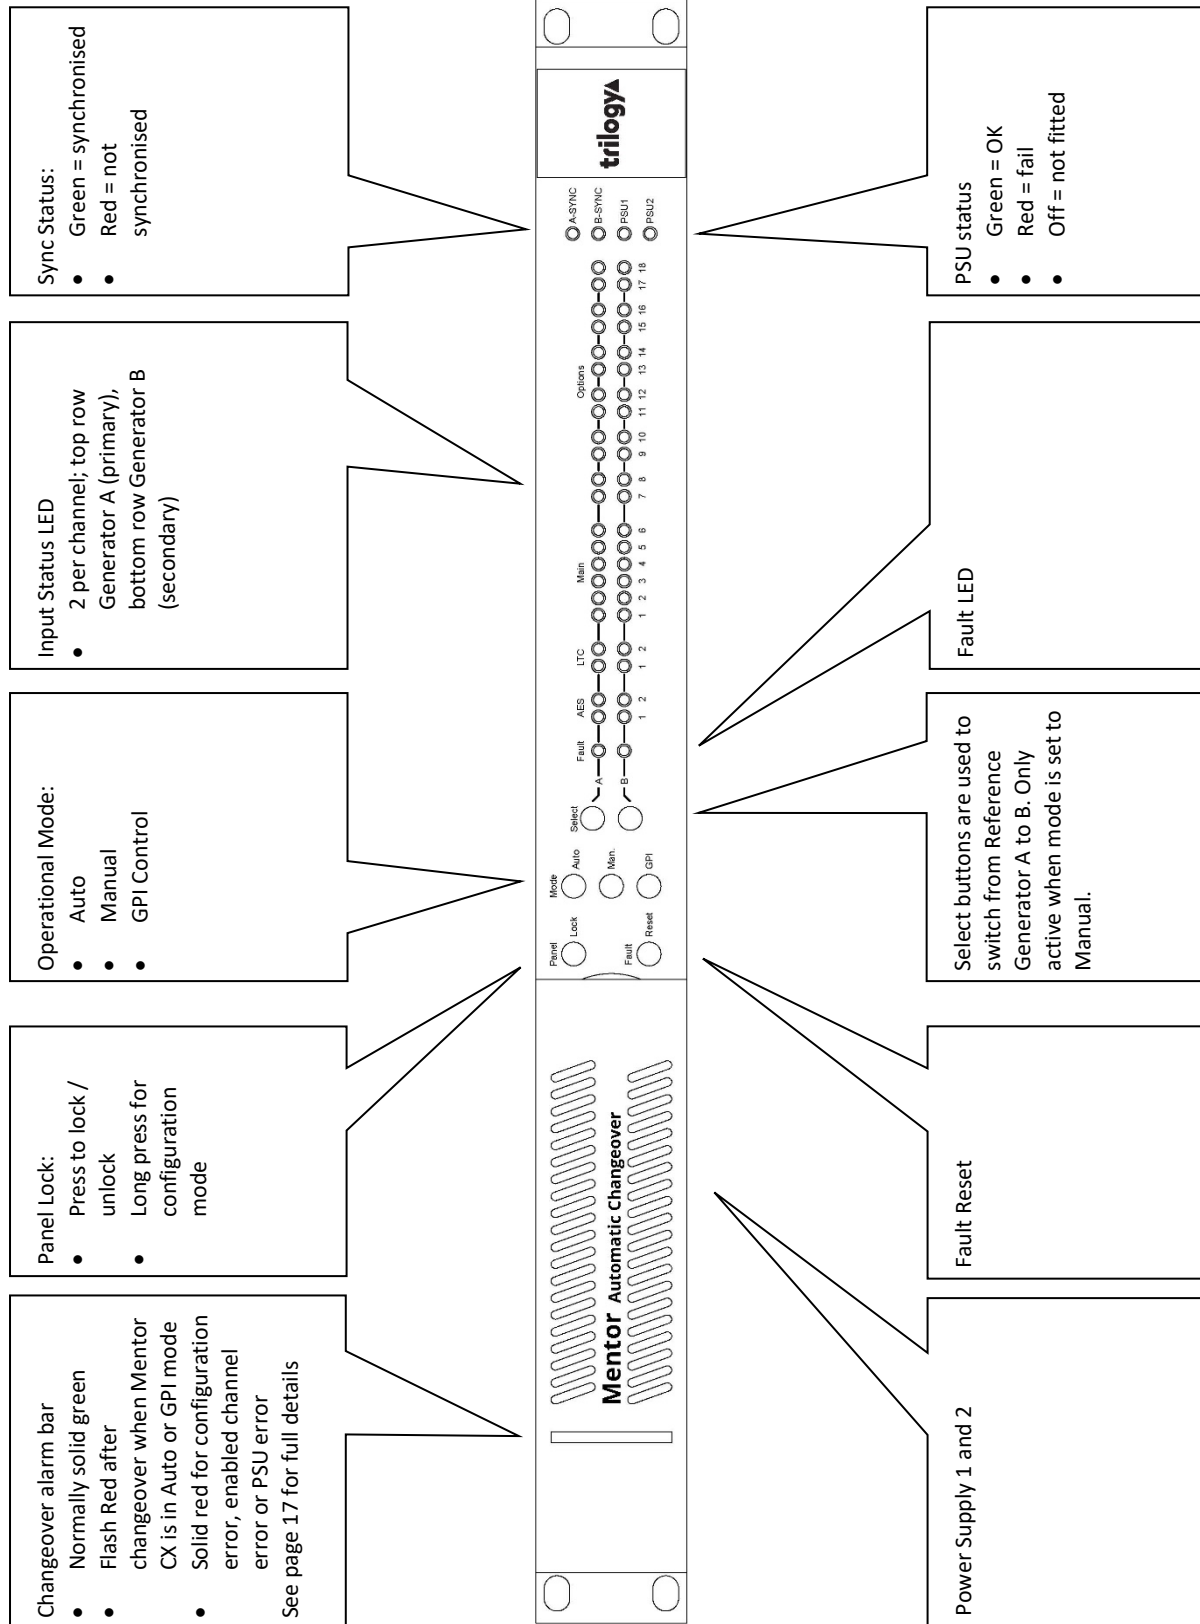 Changeover alarm bar
• Normally solid green
• Flash Red after
changeover when Mentor
CX is in Auto or GPI mode
• Solid red for configuration
error, enabled channel
error or PSU error
See page 17 for full details
Panel Lock:
• Press to lock /
unlock
• Long press for
configuration
mode
Operational Mode:
• Auto
• Manual
• GPI Control
Input Status LED
• 2 per channel; top row
Generator A (primary),
bottom row Generator B
(secondary)
Sync Status:
• Green = synchronised
• Red = not
synchronised
Mentor Automatic Changeover
Panel
Lock
Fault
Reset
Mode
Auto
Man.
GPI
Select
A
B
Fault
AES
LTC
Main
Options
1 2 1 2 1 2 3 4 5 6 7 8 9 10 11 12 13 14 15 16 17 18
A-SYNC
B-SYNC
PSU1
PSU2
trilogy
Power Supply 1 and 2
Fault Reset
Select buttons are used to
switch from Reference
Generator A to B. Only
active when mode is set to
Manual.
Fault LED
PSU status
• Green = OK
• Red = fail
• Off = not fitted